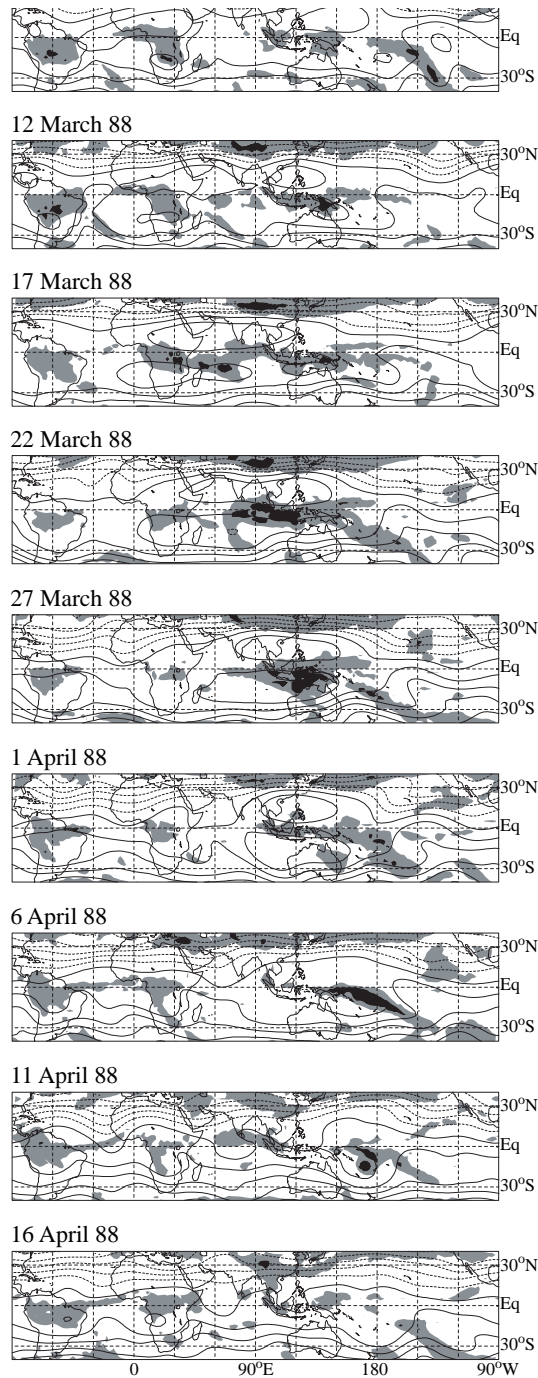 Eq
30°S
12 March 88
30°N
Eq
30°S
17 March 88
30°N
Eq
30°S
22 March 88
30°N
Eq
30°S
27 March 88
30°N
Eq
30°S
1 April 88
30°N
Eq
30°S
6 April 88
30°N
Eq
30°S
11 April 88
30°N
Eq
30°S
16 April 88
30°N
Eq
30°S
0 90°E 180 90°W